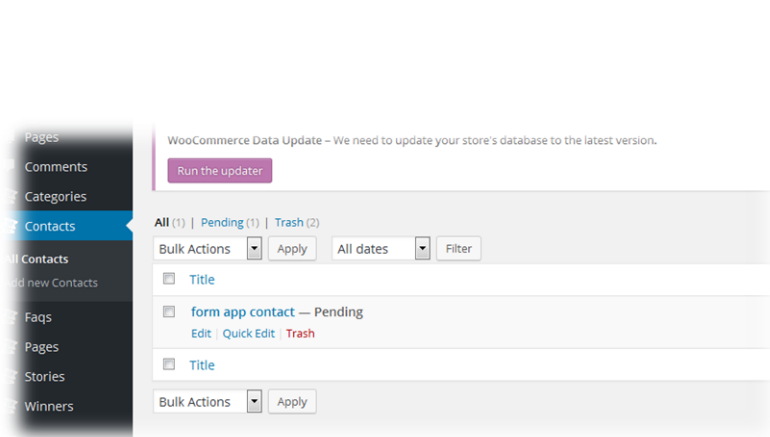 Pages
Comments
Categories
Contacts
All Contacts
Add new Contacts
Faqs
Pages
Stories
Winners
WooCommerce Data Update – We need to update your store's database to the latest version.
Run the updater
All (1) | Pending (1) | Trash (2)
Bulk Actions Apply All dates Filter
Title
form app contact — Pending
Edit | Quick Edit | Trash
Title
Bulk Actions Apply